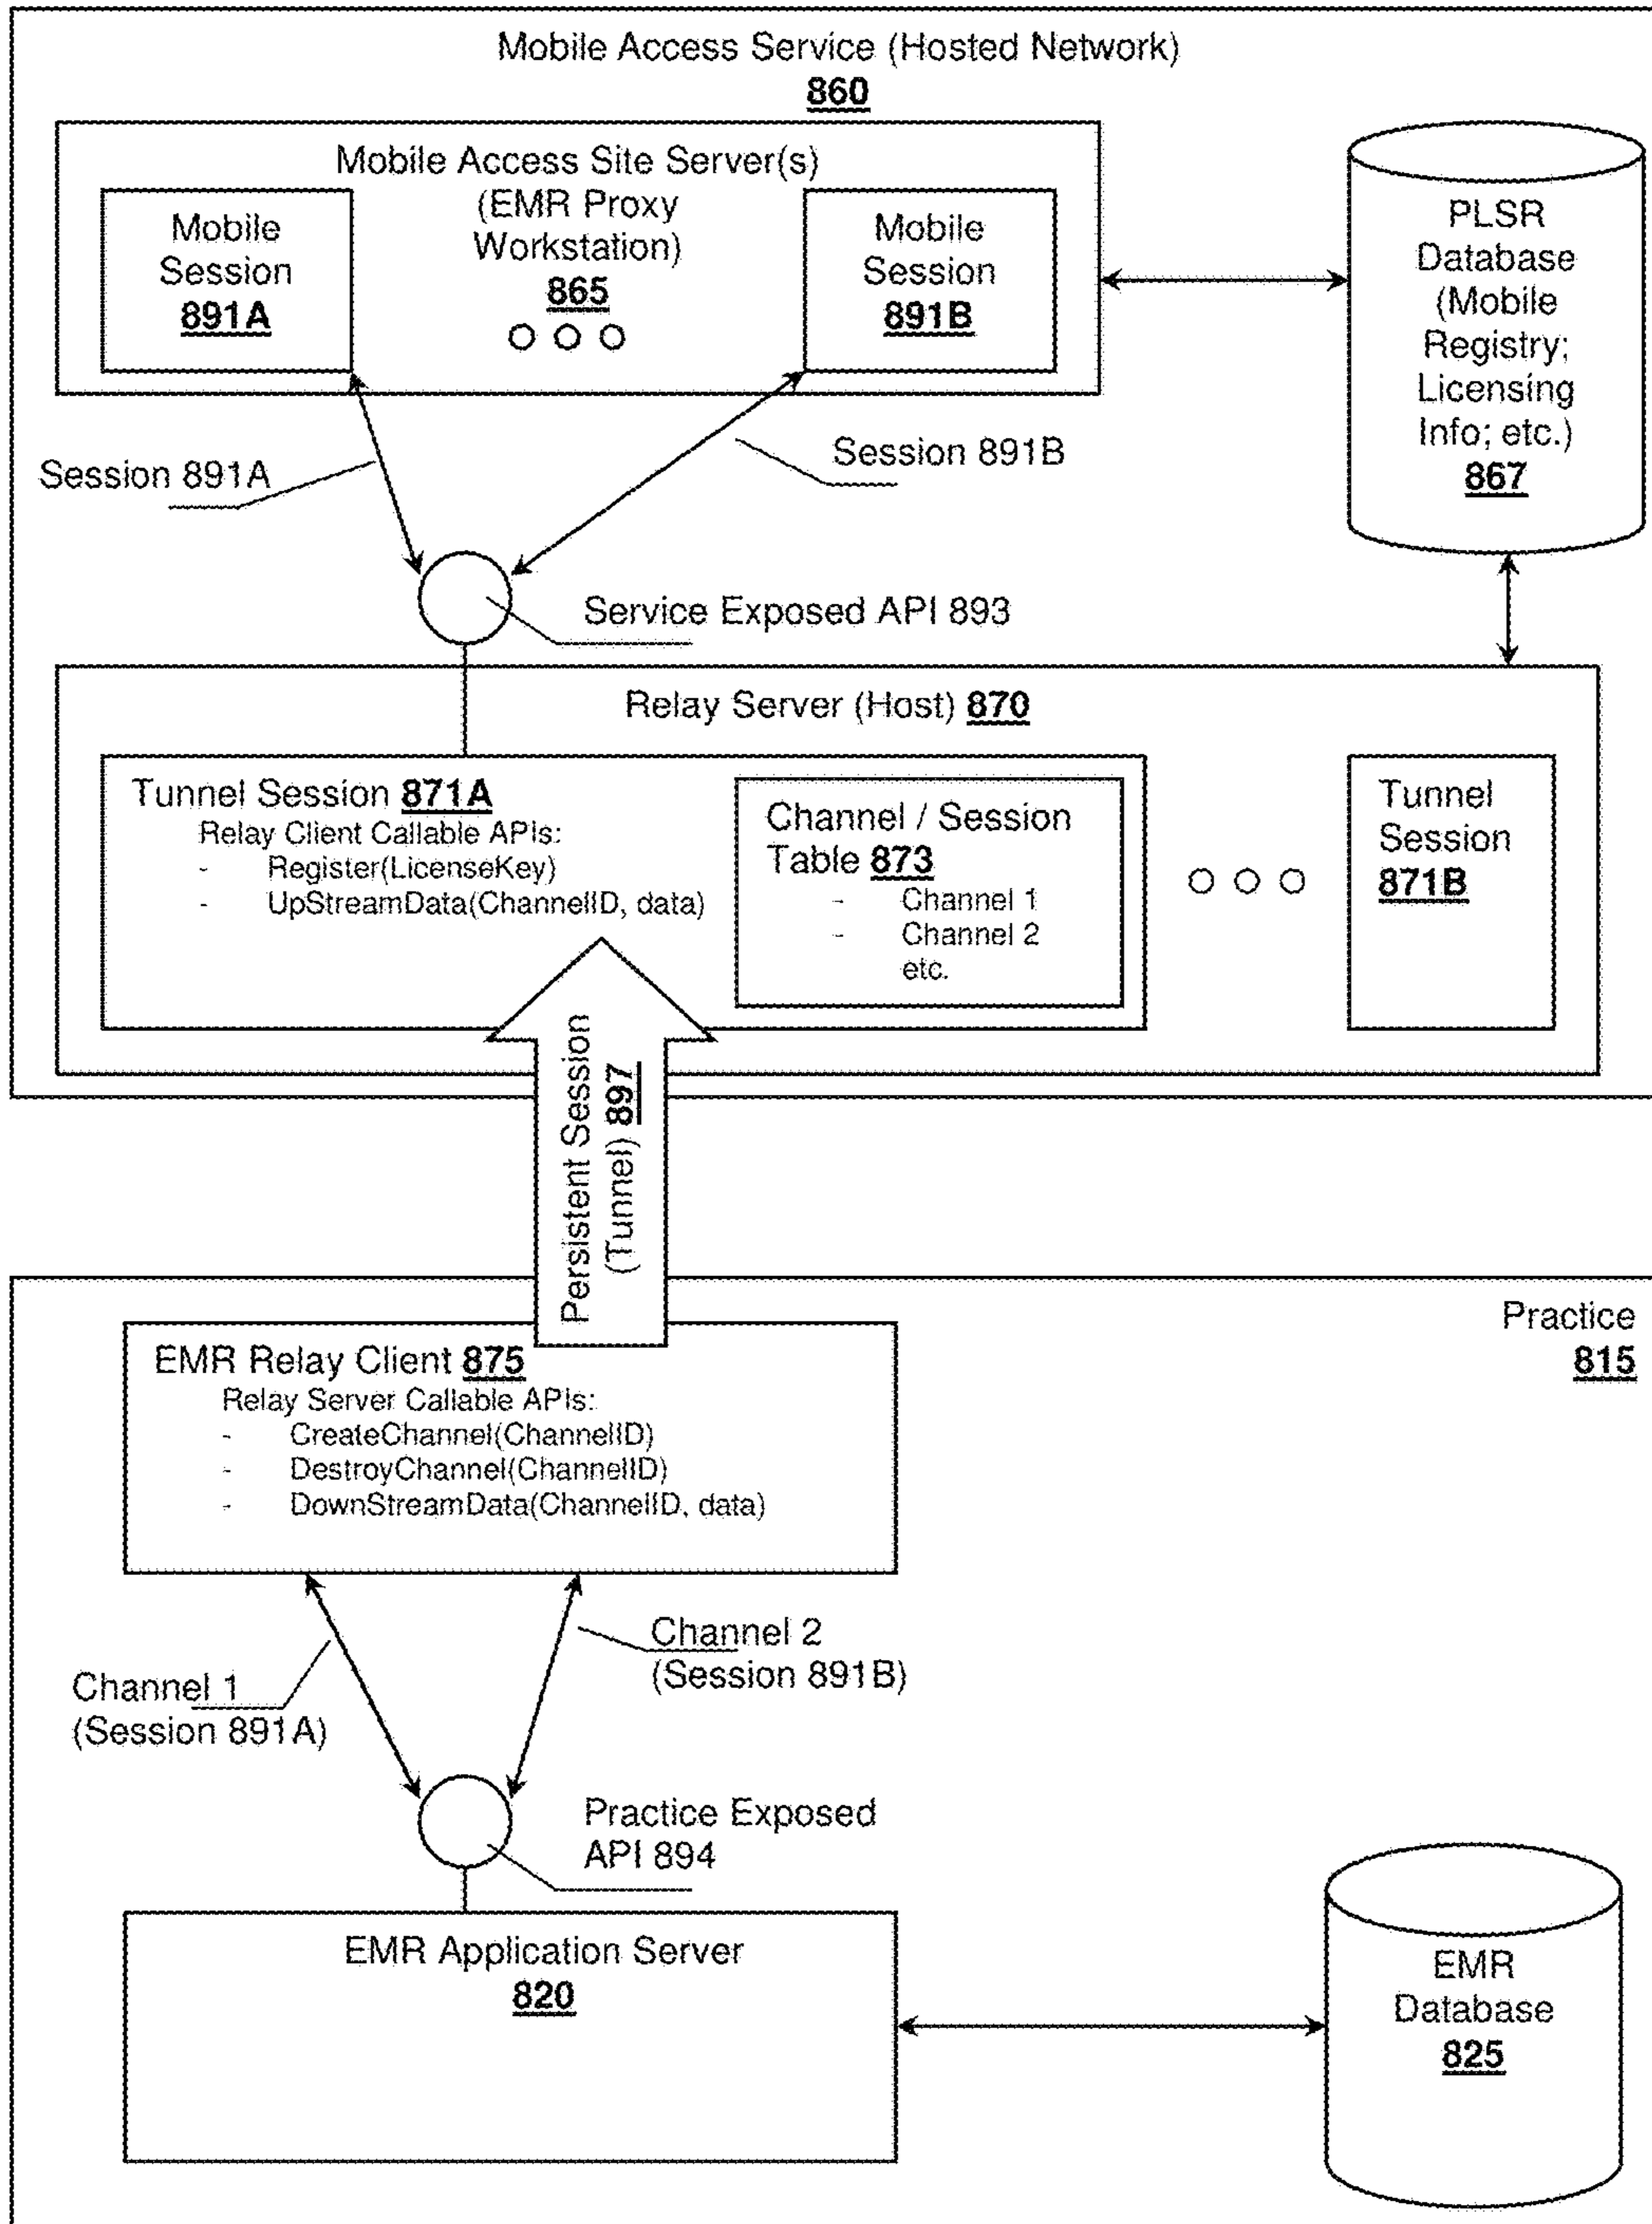 Mobile Access Service (Hosted Network)
860
Mobile Access Site Server(s)
(EMR Proxy
Workstation)
865
Mobile
Session
891A
Mobile
Session
891B
PLSR
Database
(Mobile
Registry;
Licensing
Info; etc.)
867
Session 891A
Session 891B
Service Exposed API 893
Relay Server (Host) 870
Tunnel Session 871A
Relay Client Callable APIs:
- Register(LicenseKey)
- UpStreamData(ChannelID, data)
Channel / Session
Table 873
- Channel 1
- Channel 2
etc.
Tunnel
Session
871B
Persistent Session
(Tunnel) 897
Practice
815
EMR Relay Client 875
Relay Server Callable APIs:
- CreateChannel(ChannelID)
- DestroyChannel(ChannelID)
- DownStreamData(ChannelID, data)
Channel 2
(Session 891B)
Channel 1
(Session 891A)
Practice Exposed
API 894
EMR Application Server
820
EMR
Database
825